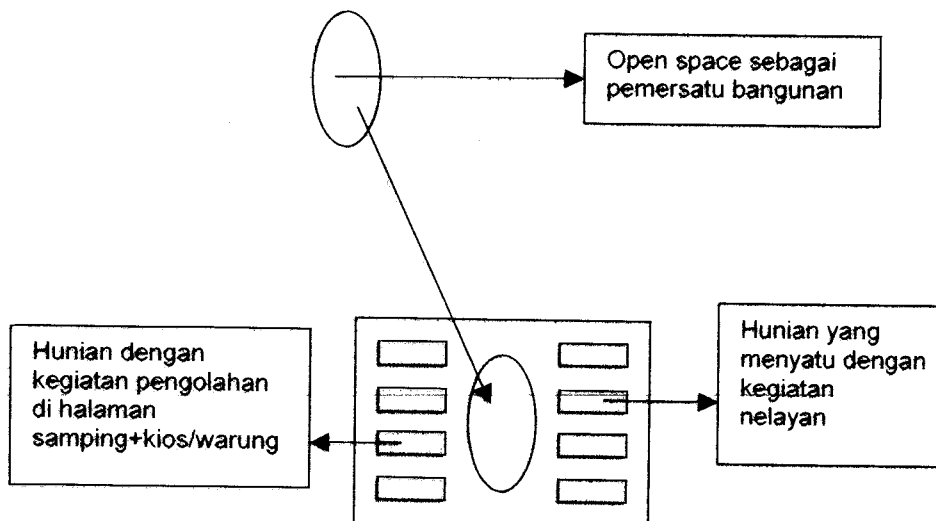 Open space sebagai
pemersatu bangunan
Hunian dengan
kegiatan pengolahan
di halaman
samping+kios/warung
Hunian yang
menyatu dengan
kegiatan
nelayan